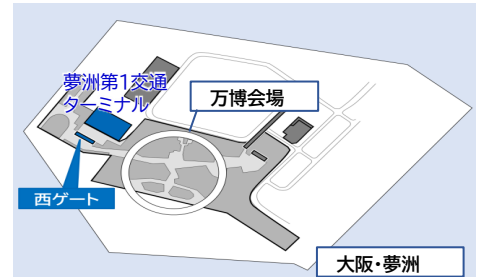 夢洲第1交通
ターミナル
万博会場
西ゲート
大阪・夢洲